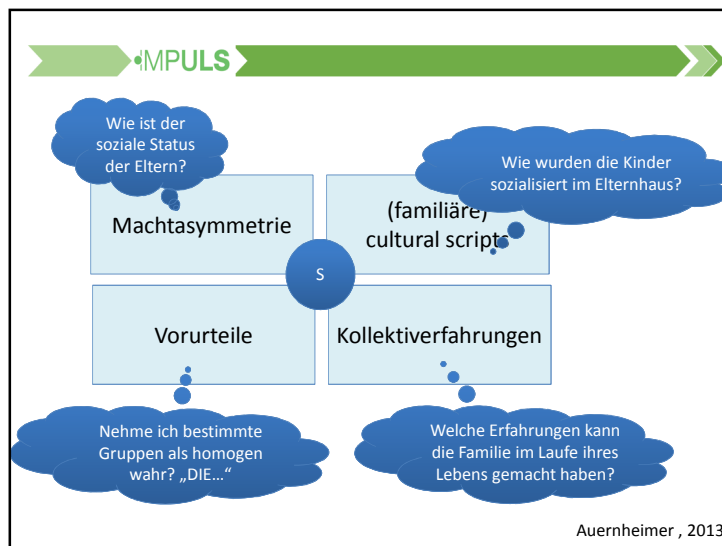 IMPULS
Wie ist der
soziale Status
der Eltern?
Wie wurden die Kinder
sozialisiert im Elternhaus?
Machtasymmetrie
(familiäre)
cultural scripts
S
Vorurteile
Kollektiverfahrungen
Nehme ich bestimmte
Gruppen als homogen
wahr? „DIE...“
Welche Erfahrungen kann
die Familie im Laufe ihres
Lebens gemacht haben?
Auernheimer , 2013